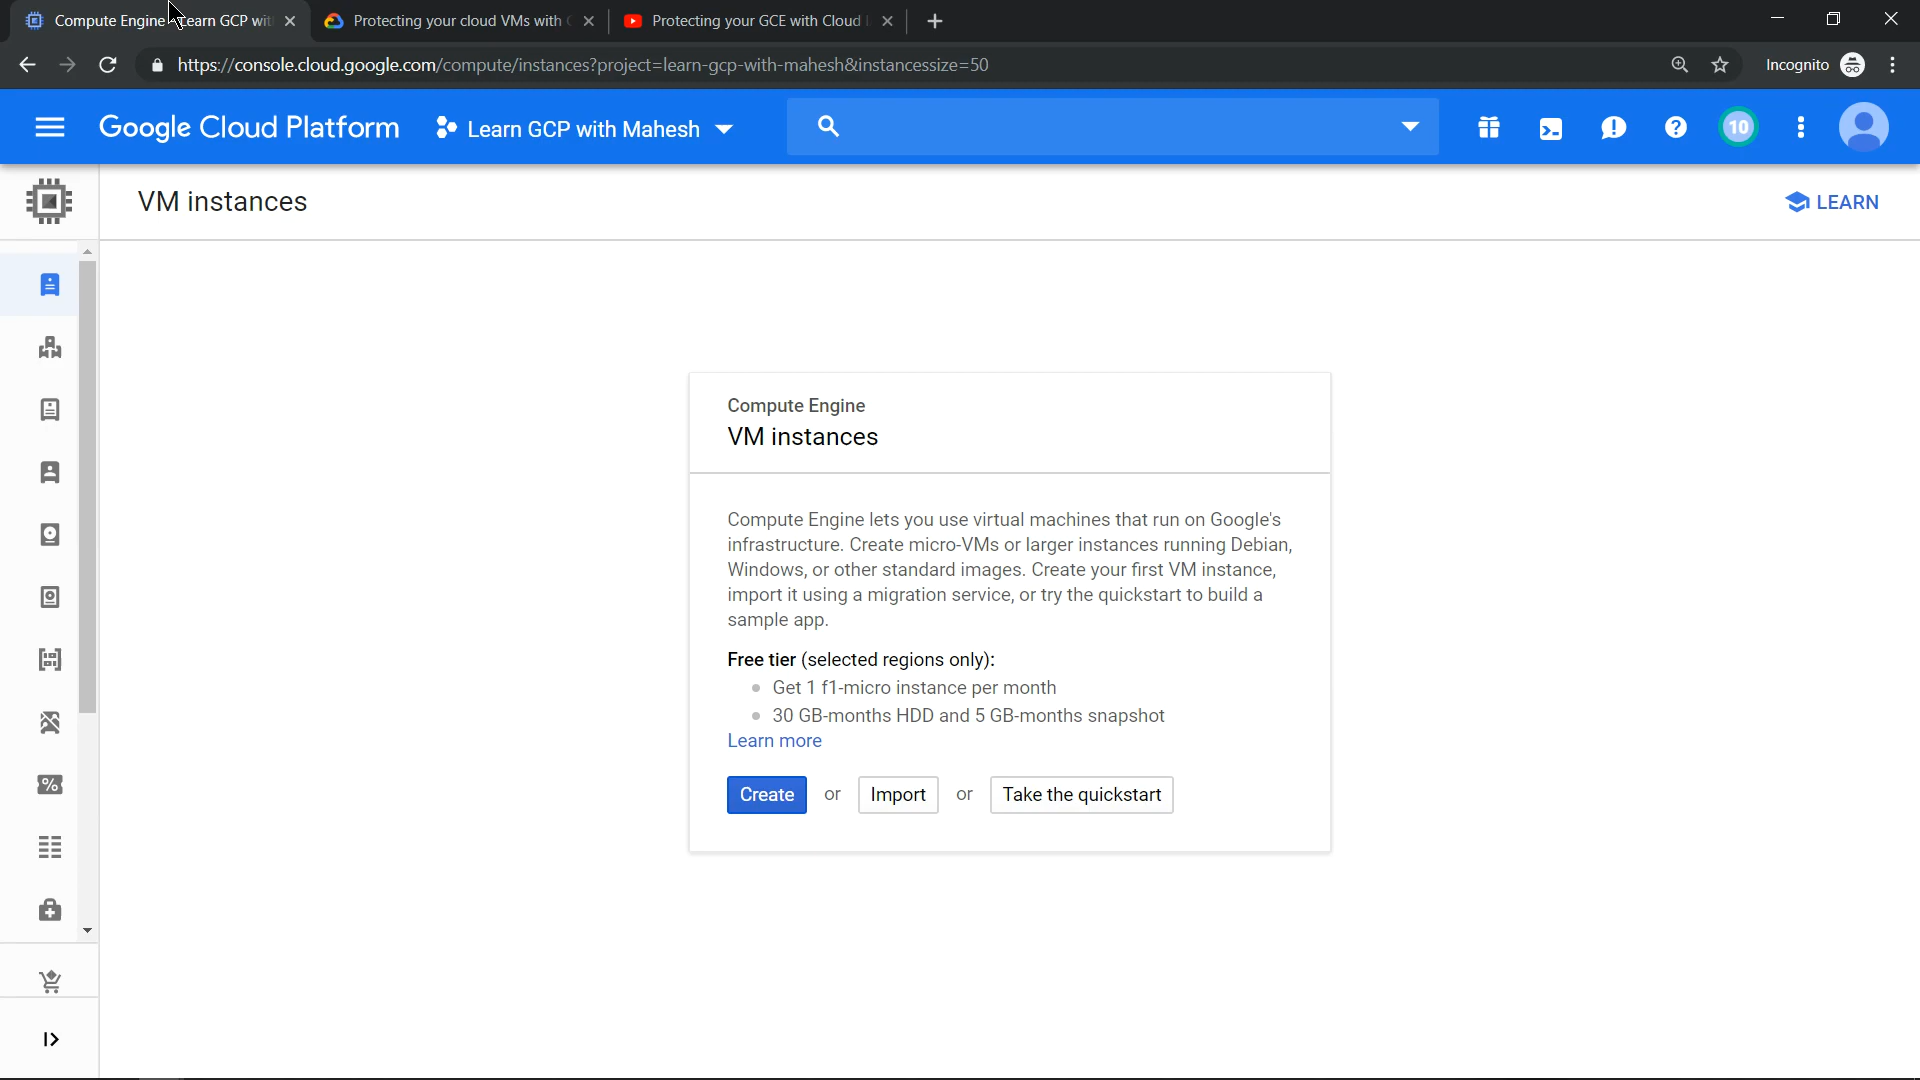 Compute Engine
earn GCP wit
Protecting your cloud VMs with
Protecting your GCE with Cloud
https://console.cloud.google.com/compute/instances?project=learn-gcp-with-mahesh&instancessize=50
Incognito
Google Cloud Platform
Learn GCP with Mahesh
10
VM instances
LEARN
Compute Engine
VM instances
Compute Engine lets you use virtual machines that run on Google's
infrastructure. Create micro-VMs or larger instances running Debian,
Windows, or other standard images. Create your first VM instance,
import it using a migration service, or try the quickstart to build a
sample app.
Free tier (selected regions only):
Get 1 f1-micro instance per month
30 GB-months HDD and 5 GB-months snapshot
Learn more
Create or Import or Take the quickstart